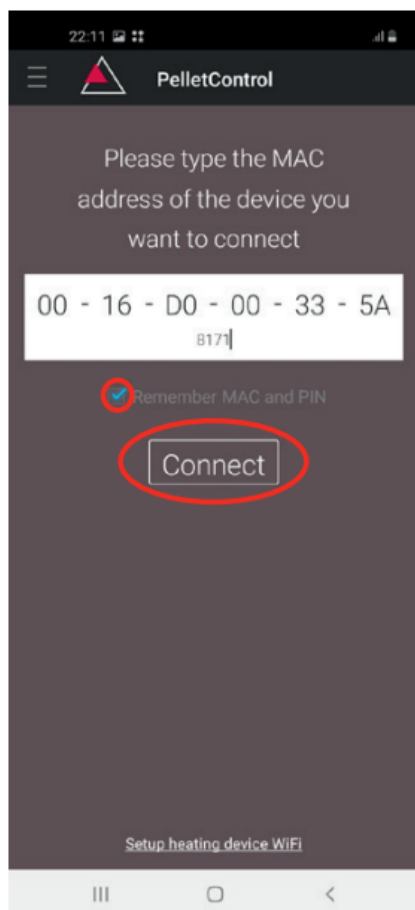 22:11
PelletControl
Please type the MAC
address of the device you
want to connect
00 - 16 - D0 - 00 - 33 - 5A
8171
Remember MAC and PIN
Connect
Setup heating device WiFi